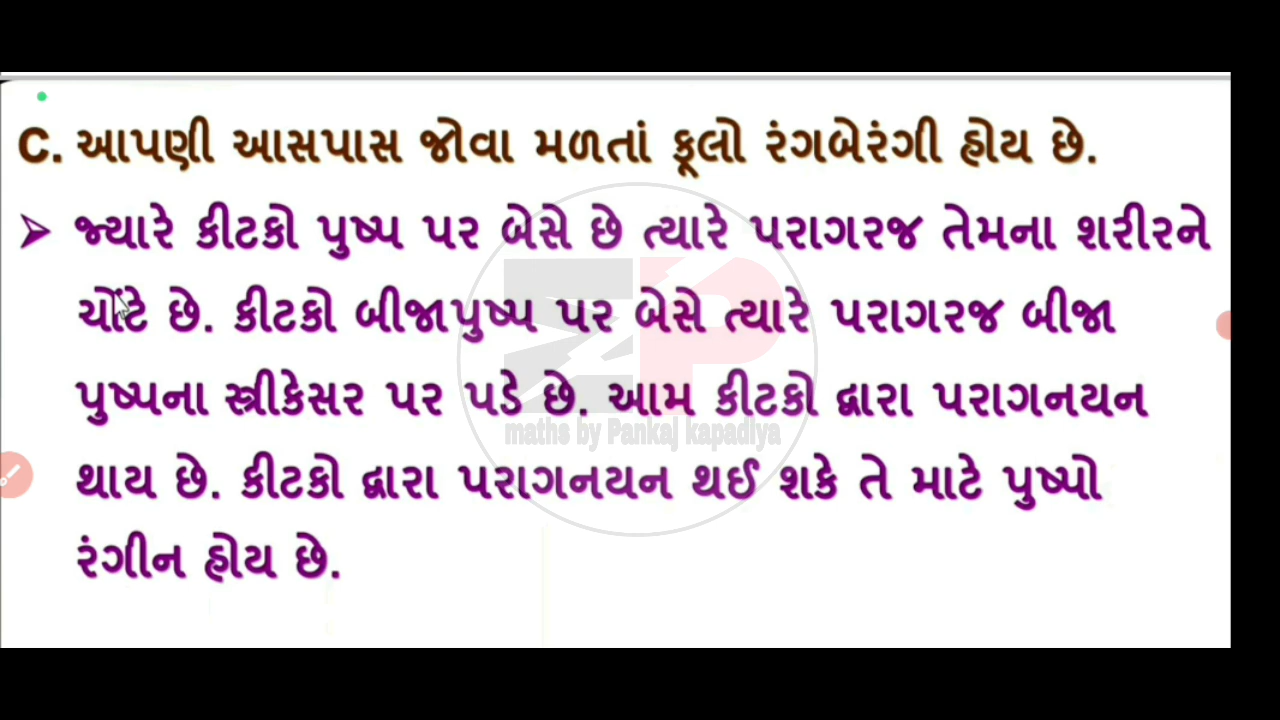 C. આપણી આસપાસ જોવા મળતાં ફૂલો રંગબેરંગી હોય છે.
➢ જ્યારે કીટકો પુષ્પ પર બેસે છે ત્યારે પરાગરજ તેમના શરીરને
ચોંટે છે. કીટકો બીજાપુષ્પ પર બેસે ત્યારે પરાગરજ બીજા
પુષ્પના સ્ત્રીકેસર પર પડે છે. આમ કીટકો દ્વારા પરાગનયન
maths by Pankaj kapadiya
થાય છે. કીટકો દ્વારા પરાગનયન થઈ શકે તે માટે પુષ્પો
રંગીન હોય છે.